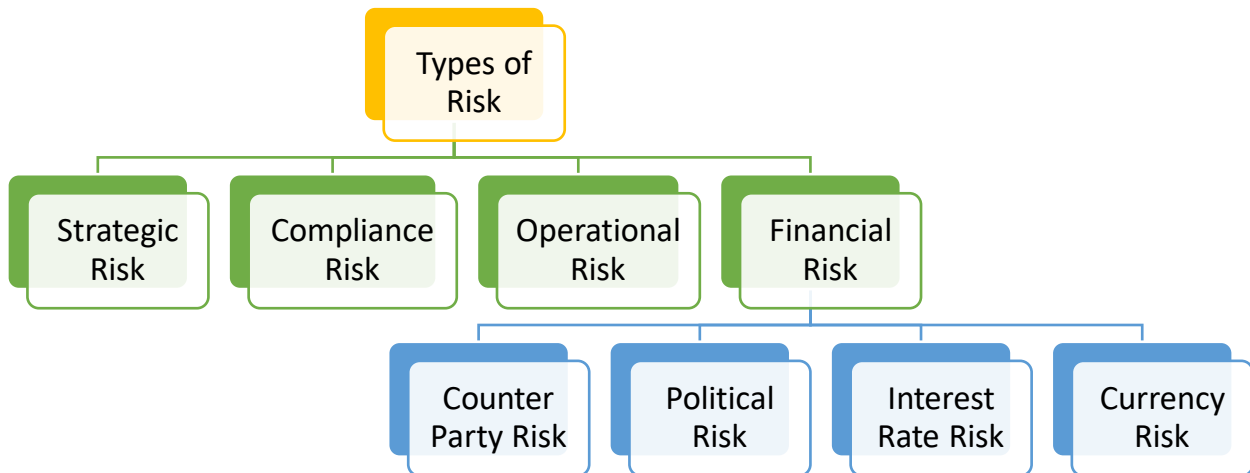 Types of
Risk
Strategic
Risk
Compliance
Risk
Operational
Risk
Financial
Risk
Counter
Party Risk
Political
Risk
Interest
Rate Risk
Currency
Risk